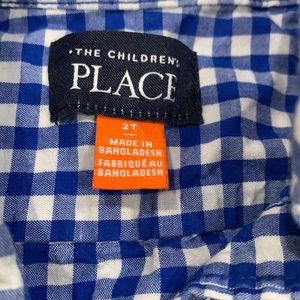 THE CHILDREN'S
PLACE
2T
MADE IN
BANGLADESH
FABRIQUÉ AU
BANGLADESH